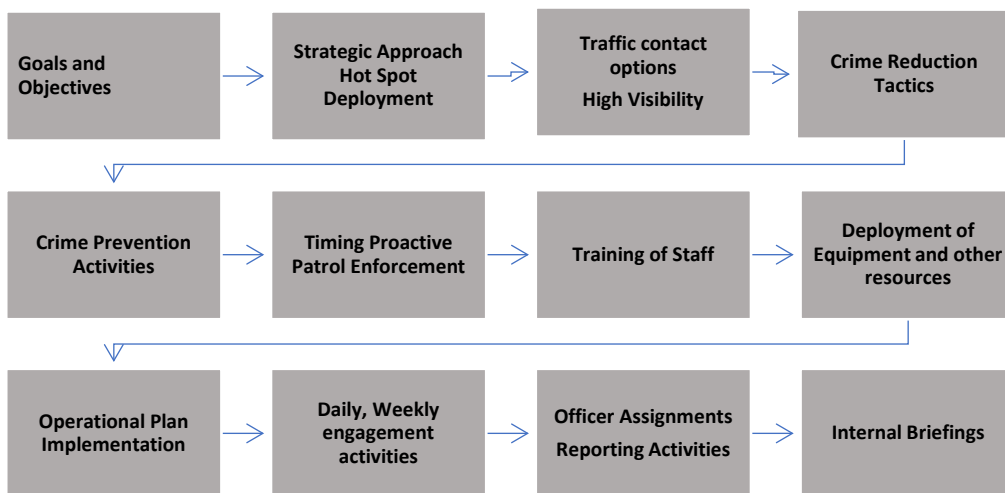 Goals and
Objectives
Strategic Approach
Hot Spot
Deployment
Traffic contact
options
High Visibility
Crime Reduction
Tactics
Crime Prevention
Activities
Timing Proactive
Patrol Enforcement
Training of Staff
Deployment of
Equipment and other
resources
Operational Plan
Implementation
Daily, Weekly
engagement
activities
Officer Assignments
Reporting Activities
Internal Briefings